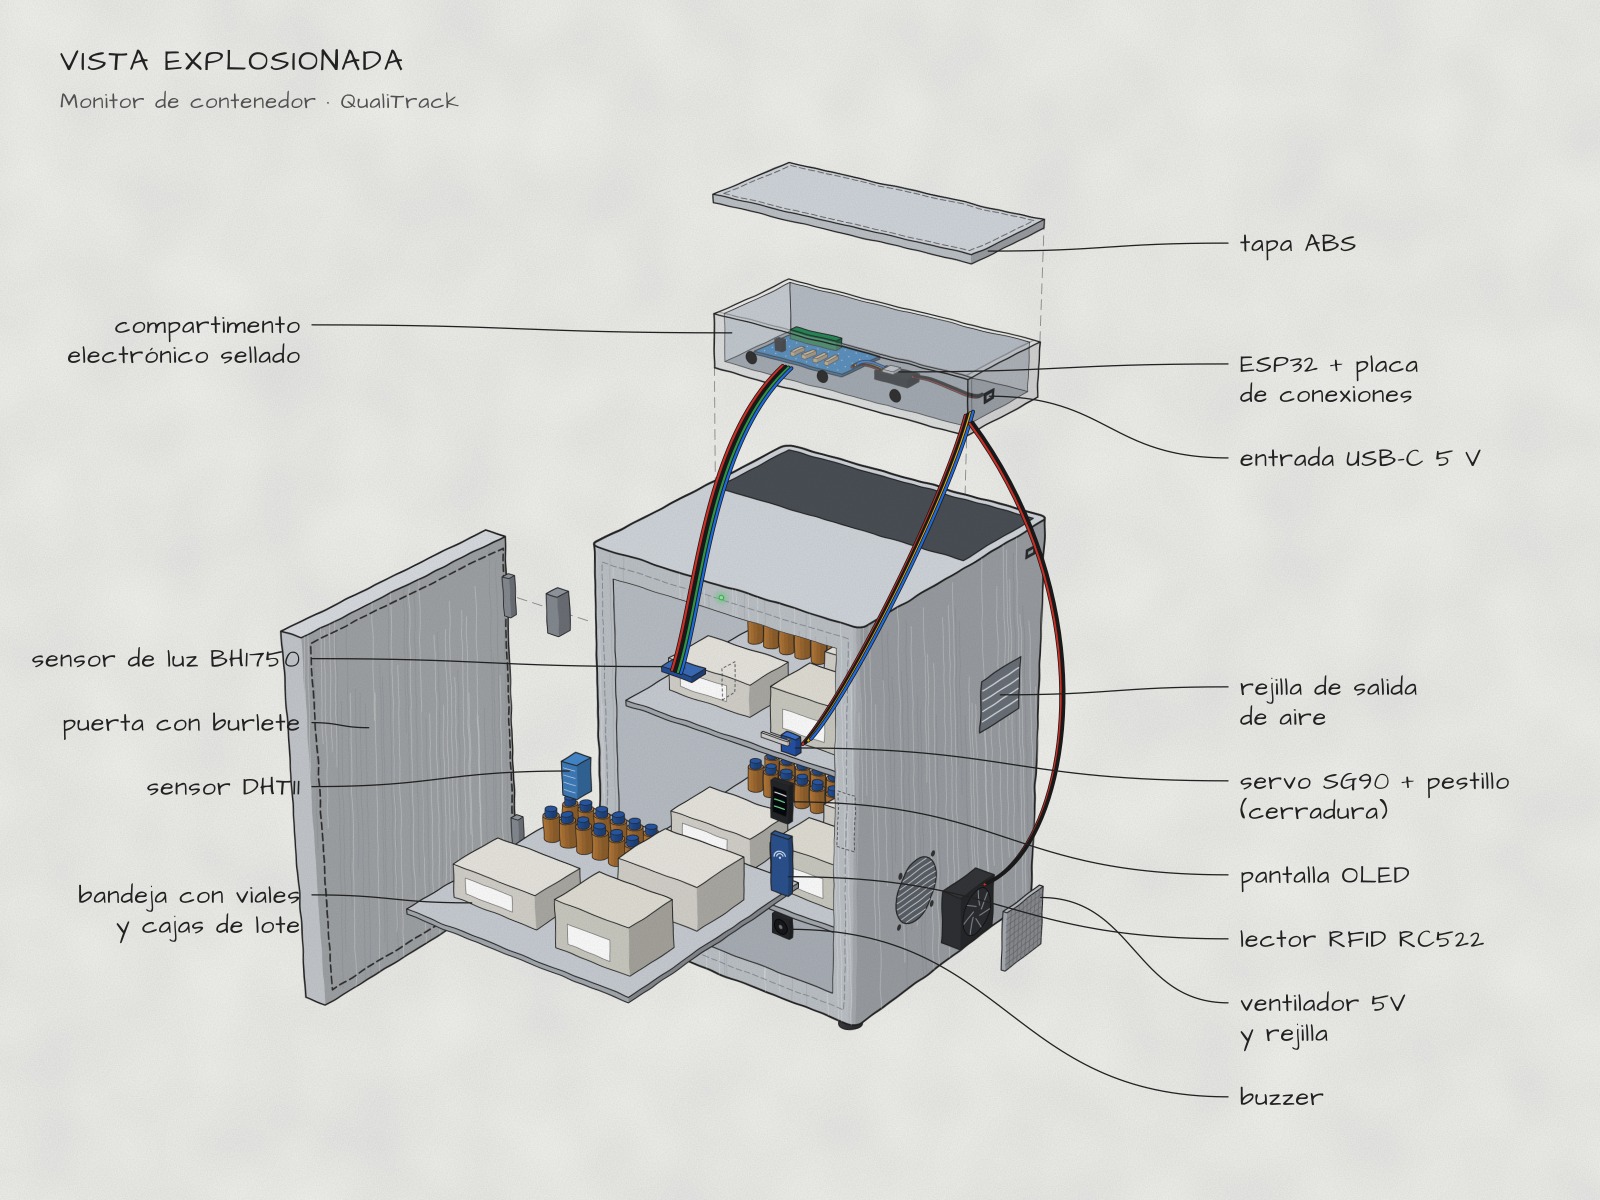 VISTA EXPLOSIONADA
Monitor de contenedor · QualiTrack
tapa ABS
compartimento
electrónico sellado
ESP32 + placa
de conexiones
entrada USB-C 5 V
sensor de luz BH1750
rejilla de salida
de aire
puerta con burlete
sensor DHT11
servo SG90 + pestillo
(cerradura)
pantalla OLED
bandeja con viales
y cajas de lote
lector RFID RC522
ventilador 5V
y rejilla
buzzer